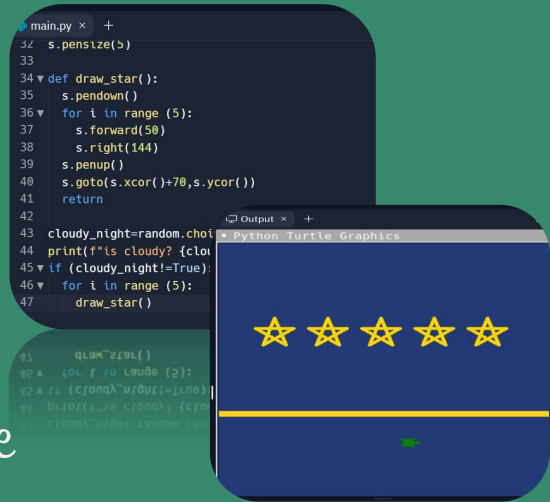 main.py × +
32 s.pensize(5)
33
34 def draw_star():
35 s.pendown()
36 for i in range (5):
37 s.forward(50)
38 s.right(144)
39 s.penup()
40 s.goto(s.xcor()+70,s.ycor())
41 return
42
43 cloudy_night=random.choi
44 print(f"is cloudy? {clou
45 if (cloudy_night!=True):
46 for i in range (5):
47 draw_star()
Output × +
Python Turtle Graphics